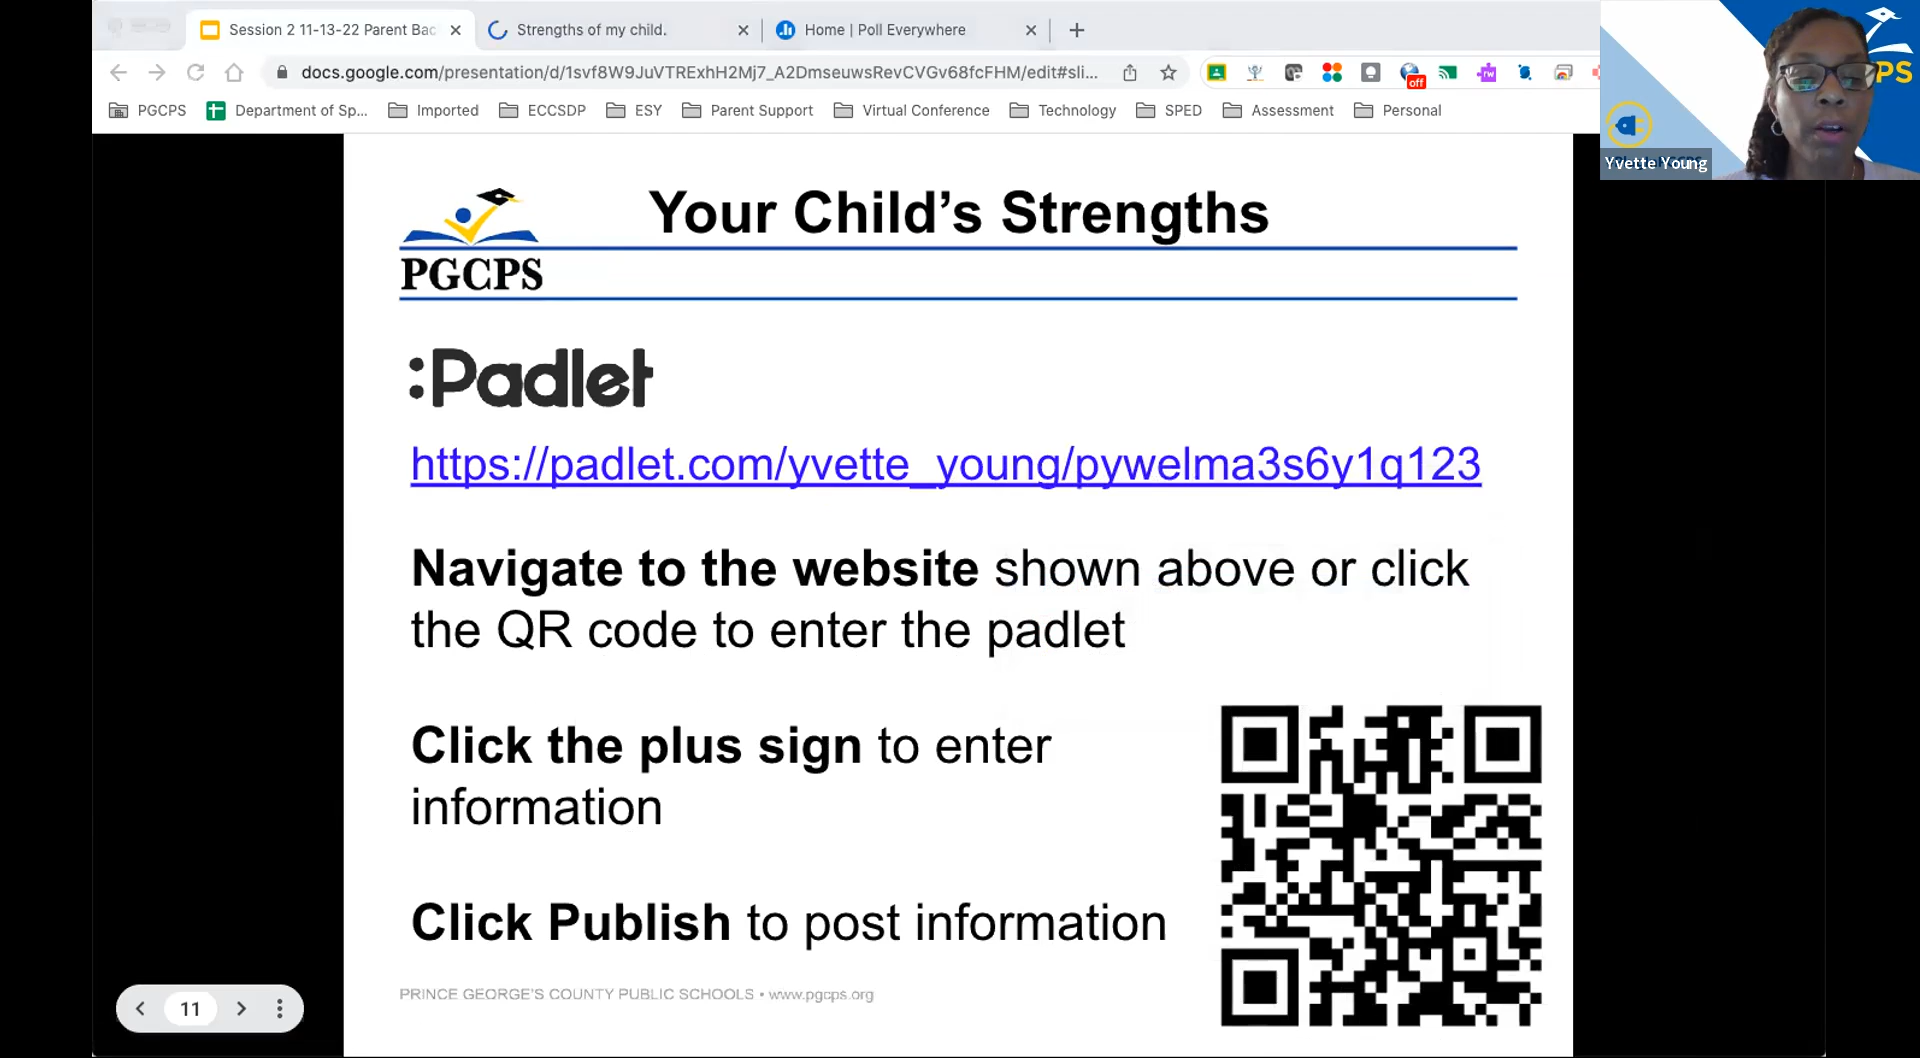 Session 2 11-13-22 Parent Bac
Strengths of my child.
Home | Poll Everywhere
docs.google.com/presentation/d/1svf8W9JuVTRExhH2Mj7_A2DmseuwsRevCVGv68fcFHM/edit#sli...
off
rw
PGCPS
Department of Sp...
Imported
ECCSDP
ESY
Parent Support
Virtual Conference
Technology
SPED
Assessment
Personal
PS
Yvette Young
Your Child's Strengths
PGCPS
:Padlet
https://padlet.com/yvette_young/pywelma3s6y1q123
Navigate to the website shown above or click
the QR code to enter the padlet
Click the plus sign to enter
information
Click Publish to post information
PRINCE GEORGE'S COUNTY PUBLIC SCHOOLS • www.pgcps.org
11